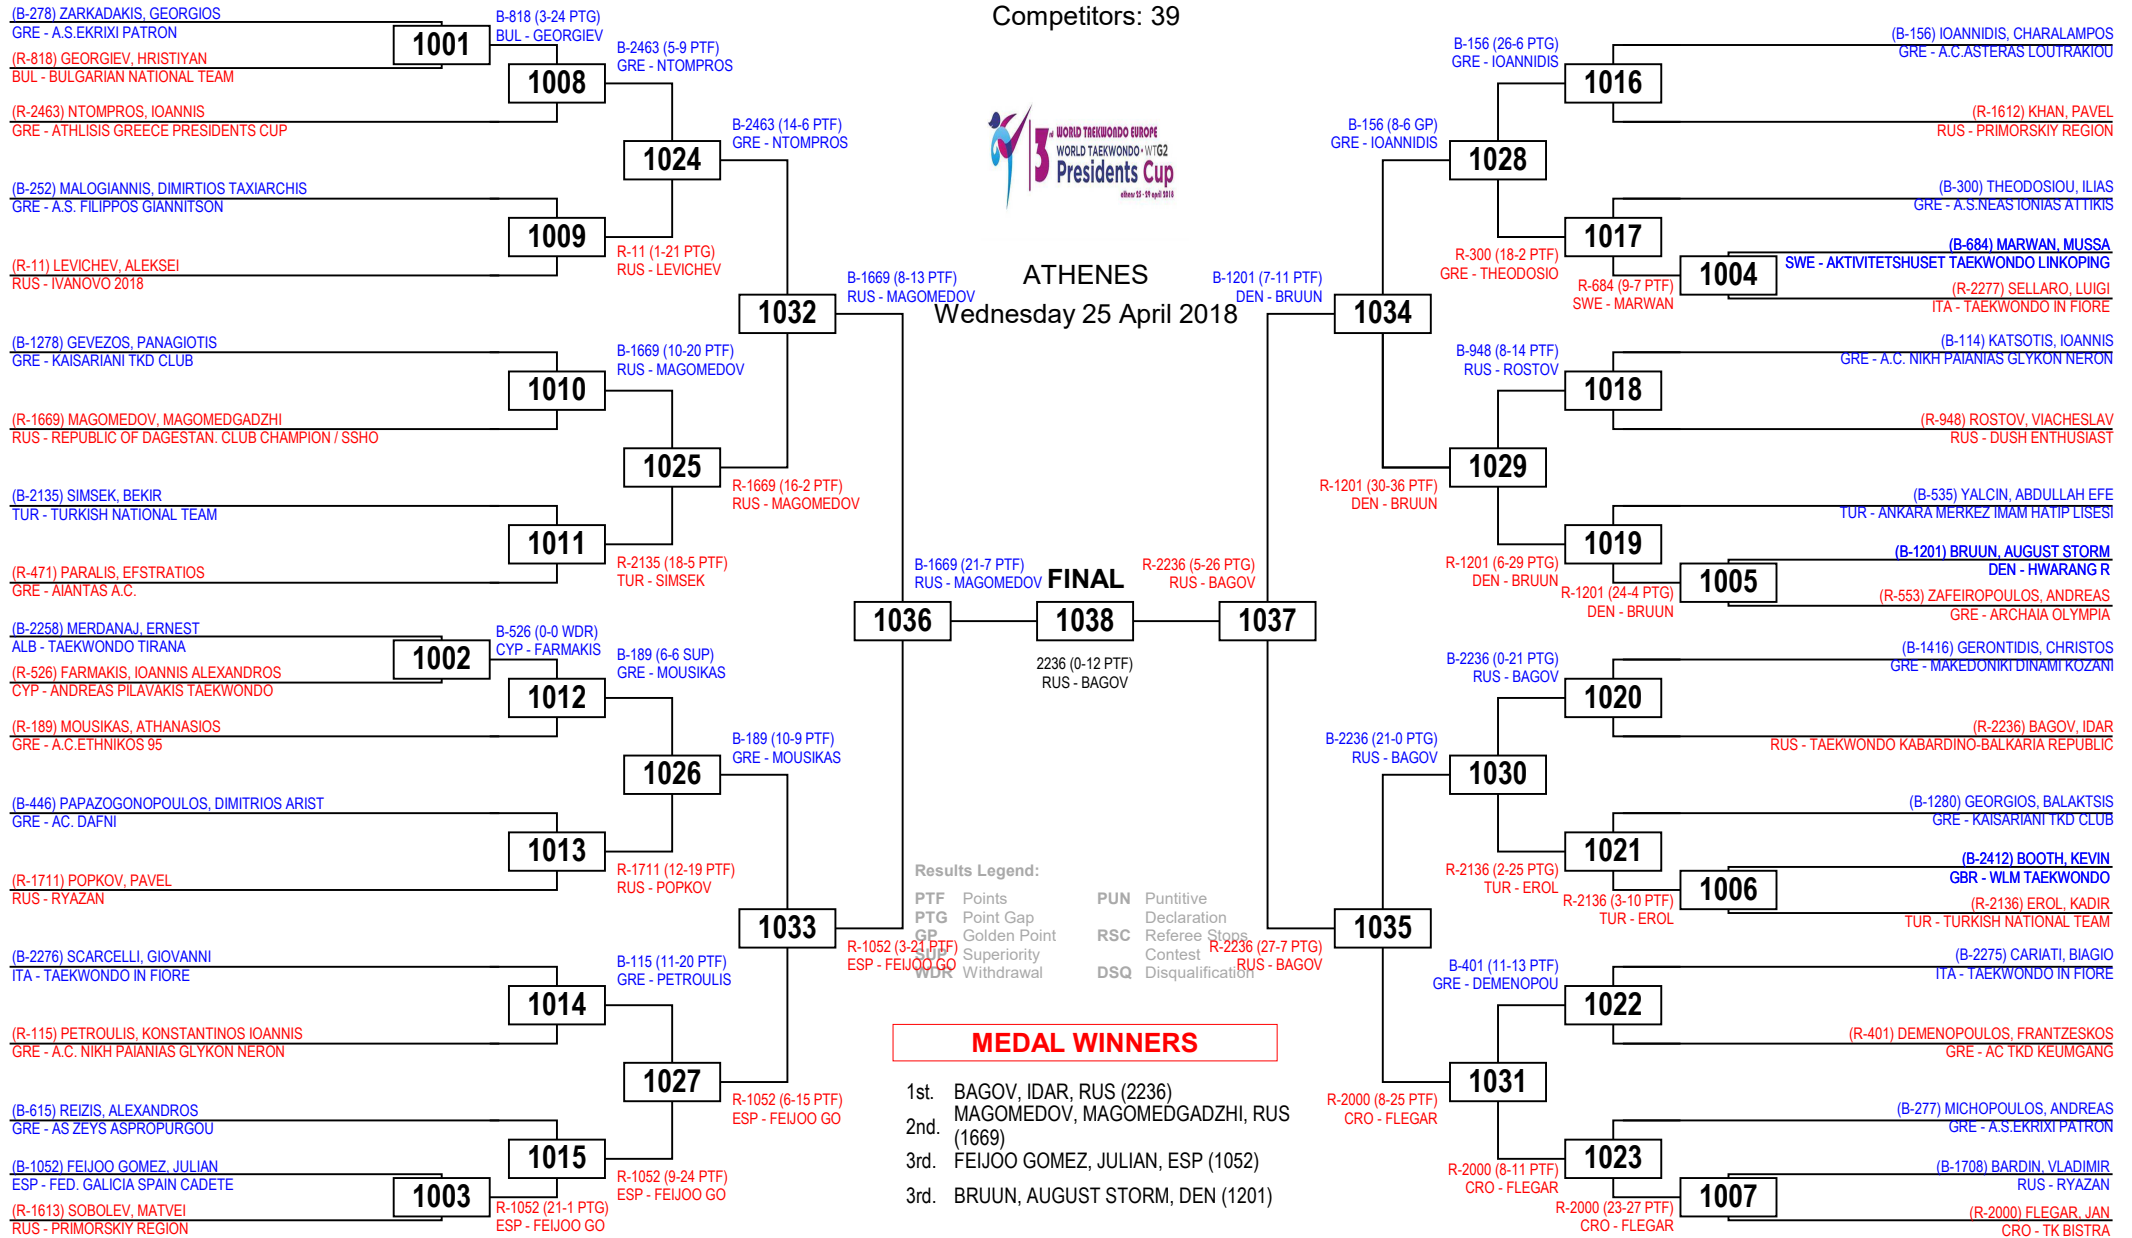 Competitors: 39
3rd WORLD TAEKWONDO EUROPE
WORLD TAEKWONDO • WTG2
Presidents Cup
athens 25 - 29 april 2018
ATHENES
Wednesday 25 April 2018
(B-278) ZARKADAKIS, GEORGIOS
GRE - A.S.EKRIXI PATRON
(R-818) GEORGIEV, HRISTIYAN
BUL - BULGARIAN NATIONAL TEAM
1001
B-818 (3-24 PTG)
BUL - GEORGIEV
(R-2463) NTOMPROS, IOANNIS
GRE - ATHLISIS GREECE PRESIDENTS CUP
1008
B-2463 (5-9 PTF)
GRE - NTOMPROS
(B-252) MALOGIANNIS, DIMIRTIOS TAXIARCHIS
GRE - A.S. FILIPPOS GIANNITSON
(R-11) LEVICHEV, ALEKSEI
RUS - IVANOVO 2018
1009
R-11 (1-21 PTG)
RUS - LEVICHEV
1024
B-2463 (14-6 PTF)
GRE - NTOMPROS
(B-1278) GEVEZOS, PANAGIOTIS
GRE - KAISARIANI TKD CLUB
(R-1669) MAGOMEDOV, MAGOMEDGADZHI
RUS - REPUBLIC OF DAGESTAN. CLUB CHAMPION / SSHO
1010
B-1669 (10-20 PTF)
RUS - MAGOMEDOV
(B-2135) SIMSEK, BEKIR
TUR - TURKISH NATIONAL TEAM
(R-471) PARALIS, EFSTRATIOS
GRE - AIANTAS A.C.
1011
R-2135 (18-5 PTF)
TUR - SIMSEK
1025
R-1669 (16-2 PTF)
RUS - MAGOMEDOV
1032
B-1669 (8-13 PTF)
RUS - MAGOMEDOV
(B-2258) MERDANAJ, ERNEST
ALB - TAEKWONDO TIRANA
(R-526) FARMAKIS, IOANNIS ALEXANDROS
CYP - ANDREAS PILAVAKIS TAEKWONDO
1002
B-526 (0-0 WDR)
CYP - FARMAKIS
(R-189) MOUSIKAS, ATHANASIOS
GRE - A.C.ETHNIKOS 95
1012
B-189 (6-6 SUP)
GRE - MOUSIKAS
(B-446) PAPAZOGONOPOULOS, DIMITRIOS ARIST
GRE - AC. DAFNI
(R-1711) POPKOV, PAVEL
RUS - RYAZAN
1013
R-1711 (12-19 PTF)
RUS - POPKOV
1026
B-189 (10-9 PTF)
GRE - MOUSIKAS
(B-2276) SCARCELLI, GIOVANNI
ITA - TAEKWONDO IN FIORE
(R-115) PETROULIS, KONSTANTINOS IOANNIS
GRE - A.C. NIKH PAIANIAS GLYKON NERON
1014
B-115 (11-20 PTF)
GRE - PETROULIS
(B-615) REIZIS, ALEXANDROS
GRE - AS ZEYS ASPROPURGOU
(B-1052) FEIJOO GOMEZ, JULIAN
ESP - FED. GALICIA SPAIN CADETE
(R-1613) SOBOLEV, MATVEI
RUS - PRIMORSKIY REGION
1003
R-1052 (21-1 PTG)
ESP - FEIJOO GO
1015
R-1052 (9-24 PTF)
ESP - FEIJOO GO
1027
R-1052 (6-15 PTF)
ESP - FEIJOO GO
1033
R-1052 (3-21 PTF)
ESP - FEIJOO GO
1036
B-1669 (21-7 PTF)
RUS - MAGOMEDOV
FINAL
1038
2236 (0-12 PTF)
RUS - BAGOV
R-2236 (5-26 PTG)
RUS - BAGOV
1037
(B-156) IOANNIDIS, CHARALAMPOS
GRE - A.C.ASTERAS LOUTRAKIOU
(R-1612) KHAN, PAVEL
RUS - PRIMORSKIY REGION
1016
B-156 (26-6 PTG)
GRE - IOANNIDIS
(B-300) THEODOSIOU, ILIAS
GRE - A.S.NEAS IONIAS ATTIKIS
(B-684) MARWAN, MUSSA
SWE - AKTIVITETSHUSET TAEKWONDO LINKOPING
(R-2277) SELLARO, LUIGI
ITA - TAEKWONDO IN FIORE
1004
R-684 (9-7 PTF)
SWE - MARWAN
1017
R-300 (18-2 PTF)
GRE - THEODOSIO
1028
B-156 (8-6 GP)
GRE - IOANNIDIS
(B-114) KATSOTIS, IOANNIS
GRE - A.C. NIKH PAIANIAS GLYKON NERON
(R-948) ROSTOV, VIACHESLAV
RUS - DUSH ENTHUSIAST
1018
B-948 (8-14 PTF)
RUS - ROSTOV
(B-535) YALCIN, ABDULLAH EFE
TUR - ANKARA MERKEZ IMAM HATIP LISESI
(B-1201) BRUUN, AUGUST STORM
DEN - HWARANG R
(R-553) ZAFEIROPOULOS, ANDREAS
GRE - ARCHAIA OLYMPIA
1005
R-1201 (24-4 PTG)
DEN - BRUUN
1019
R-1201 (6-29 PTG)
DEN - BRUUN
1029
R-1201 (30-36 PTF)
DEN - BRUUN
1034
B-1201 (7-11 PTF)
DEN - BRUUN
(B-1416) GERONTIDIS, CHRISTOS
GRE - MAKEDONIKI DINAMI KOZANI
(R-2236) BAGOV, IDAR
RUS - TAEKWONDO KABARDINO-BALKARIA REPUBLIC
1020
B-2236 (0-21 PTG)
RUS - BAGOV
(B-1280) GEORGIOS, BALAKTSIS
GRE - KAISARIANI TKD CLUB
(B-2412) BOOTH, KEVIN
GBR - WLM TAEKWONDO
(R-2136) EROL, KADIR
TUR - TURKISH NATIONAL TEAM
1006
R-2136 (3-10 PTF)
TUR - EROL
1021
R-2136 (2-25 PTG)
TUR - EROL
1030
B-2236 (21-0 PTG)
RUS - BAGOV
(B-2275) CARIATI, BIAGIO
ITA - TAEKWONDO IN FIORE
(R-401) DEMENOPOULOS, FRANTZESKOS
GRE - AC TKD KEUMGANG
1022
B-401 (11-13 PTF)
GRE - DEMENOPOU
(B-277) MICHOPOULOS, ANDREAS
GRE - A.S.EKRIXI PATRON
(B-1708) BARDIN, VLADIMIR
RUS - RYAZAN
(R-2000) FLEGAR, JAN
CRO - TK BISTRA
1007
R-2000 (23-27 PTF)
CRO - FLEGAR
1023
R-2000 (8-11 PTF)
CRO - FLEGAR
1031
R-2000 (8-25 PTF)
CRO - FLEGAR
1035
R-2236 (27-7 PTG)
RUS - BAGOV
Results Legend:
PTF Points
PTG Point Gap
GP Golden Point
SUP Superiority
WDR Withdrawal
PUN Puntitive
Declaration
RSC Referee Stops
Contest
DSQ Disqualification
MEDAL WINNERS
1st. BAGOV, IDAR, RUS (2236)
2nd. MAGOMEDOV, MAGOMEDGADZHI, RUS
(1669)
3rd. FEIJOO GOMEZ, JULIAN, ESP (1052)
3rd. BRUUN, AUGUST STORM, DEN (1201)